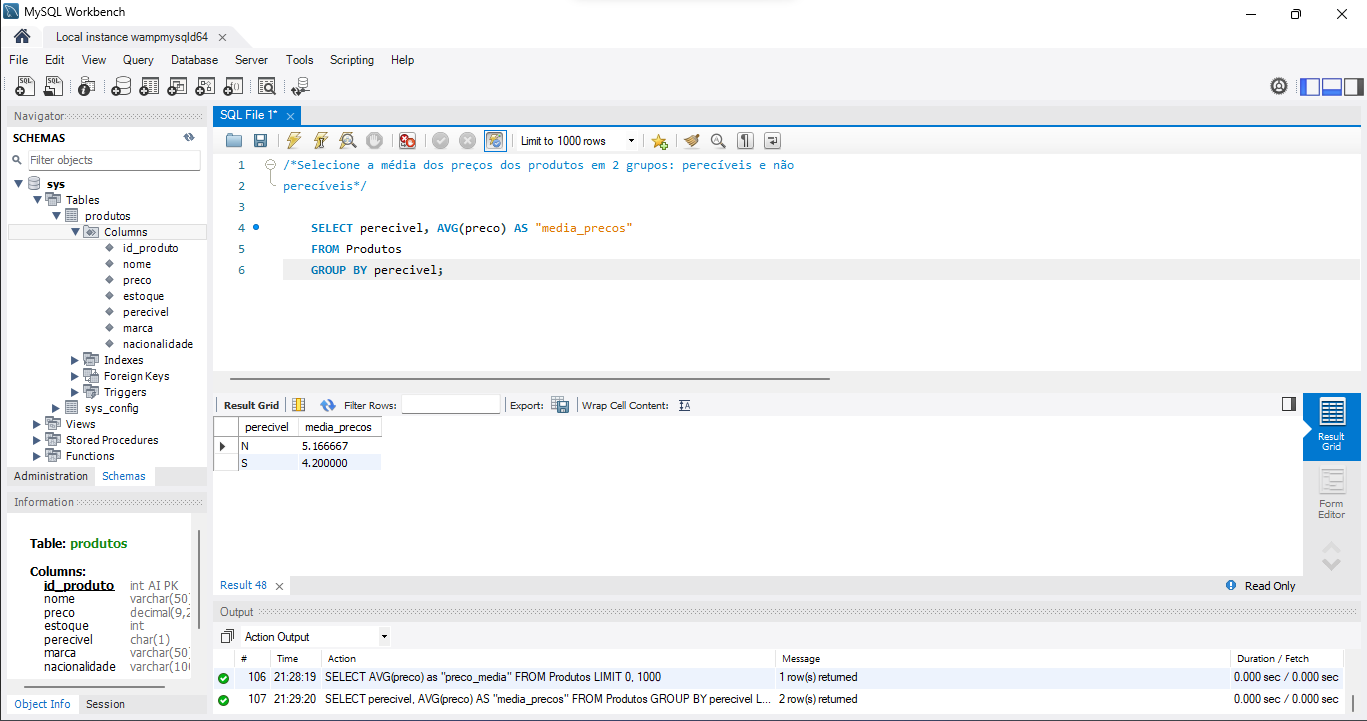 MySQL Workbench
Local instance wampmysqld64
File Edit View Query Database Server Tools Scripting Help
Navigator
SCHEMAS
Filter objects
sys
Tables
produtos
Columns
id_produto
nome
preco
estoque
perecivel
marca
nacionalidade
Indexes
Foreign Keys
Triggers
sys_config
Views
Stored Procedures
Functions
Administration Schemas
Information
Table: produtos
Columns:
id_produto int AI PK
nome varchar(50)
preco decimal(9,2
estoque int
perecivel char(1)
marca varchar(50)
nacionalidade varchar(100
Object Info Session
SQL File 1*
Limit to 1000 rows
1 /*Selecione a média dos preços dos produtos em 2 grupos: perecíveis e não
2 perecíveis*/
3
4 SELECT perecivel, AVG(preco) AS "media_precos"
5 FROM Produtos
6 GROUP BY perecivel;
Result Grid Filter Rows: Export: Wrap Cell Content:
perecivel media_precos
N 5.166667
S 4.200000
Result Grid
Form Editor
Result 48
Read Only
Output
Action Output
# Time Action Message Duration / Fetch
106 21:28:19 SELECT AVG(preco) as "preco_media" FROM Produtos LIMIT 0, 1000 1 row(s) returned 0.000 sec / 0.000 sec
107 21:29:20 SELECT perecivel, AVG(preco) AS "media_precos" FROM Produtos GROUP BY perecivel L... 2 row(s) returned 0.000 sec / 0.000 sec